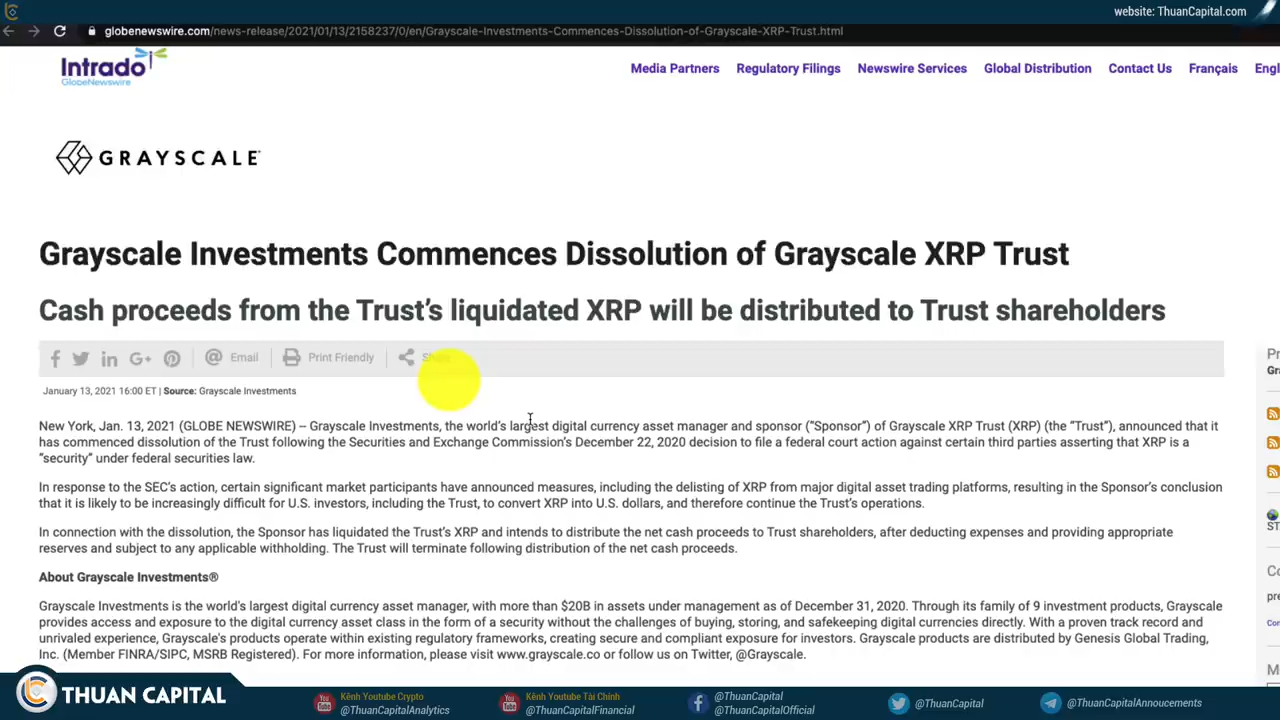 website: ThuanCapital.com
globenewswire.com/news-release/2021/01/13/2158237/0/en/Grayscale-Investments-Commences-Dissolution-of-Grayscale-XRP-Trust.html
Intrado
GlobeNewswire
Media Partners Regulatory Filings Newswire Services Global Distribution Contact Us Français Engl
GRAYSCALE
Grayscale Investments Commences Dissolution of Grayscale XRP Trust
Cash proceeds from the Trust's liquidated XRP will be distributed to Trust shareholders
Email Print Friendly Share
January 13, 2021 16:00 ET | Source: Grayscale Investments
New York, Jan. 13, 2021 (GLOBE NEWSWIRE) -- Grayscale Investments, the world's largest digital currency asset manager and sponsor ("Sponsor") of Grayscale XRP Trust (XRP) (the "Trust"), announced that it
has commenced dissolution of the Trust following the Securities and Exchange Commission's December 22, 2020 decision to file a federal court action against certain third parties asserting that XRP is a
"security" under federal securities law.
In response to the SEC's action, certain significant market participants have announced measures, including the delisting of XRP from major digital asset trading platforms, resulting in the Sponsor's conclusion
that it is likely to be increasingly difficult for U.S. investors, including the Trust, to convert XRP into U.S. dollars, and therefore continue the Trust's operations.
In connection with the dissolution, the Sponsor has liquidated the Trust's XRP and intends to distribute the net cash proceeds to Trust shareholders, after deducting expenses and providing appropriate
reserves and subject to any applicable withholding. The Trust will terminate following distribution of the net cash proceeds.
About Grayscale Investments®
Grayscale Investments is the world's largest digital currency asset manager, with more than $20B in assets under management as of December 31, 2020. Through its family of 9 investment products, Grayscale
provides access and exposure to the digital currency asset class in the form of a security without the challenges of buying, storing, and safekeeping digital currencies directly. With a proven track record and
unrivaled experience, Grayscale's products operate within existing regulatory frameworks, creating secure and compliant exposure for investors. Grayscale products are distributed by Genesis Global Trading,
Inc. (Member FINRA/SIPC, MSRB Registered). For more information, please visit www.grayscale.co or follow us on Twitter, @Grayscale.
Pr
Gra
ST
Co
pre
Con
M
THUAN CAPITAL
Kênh Youtube Crypto
@ThuanCapitalAnalytics
Kênh Youtube Tài Chính
@ThuanCapitalFinancial
@ThuanCapital
@ThuanCapitalOfficial
@ThuanCapital
@ThuanCapitalAnnoucements